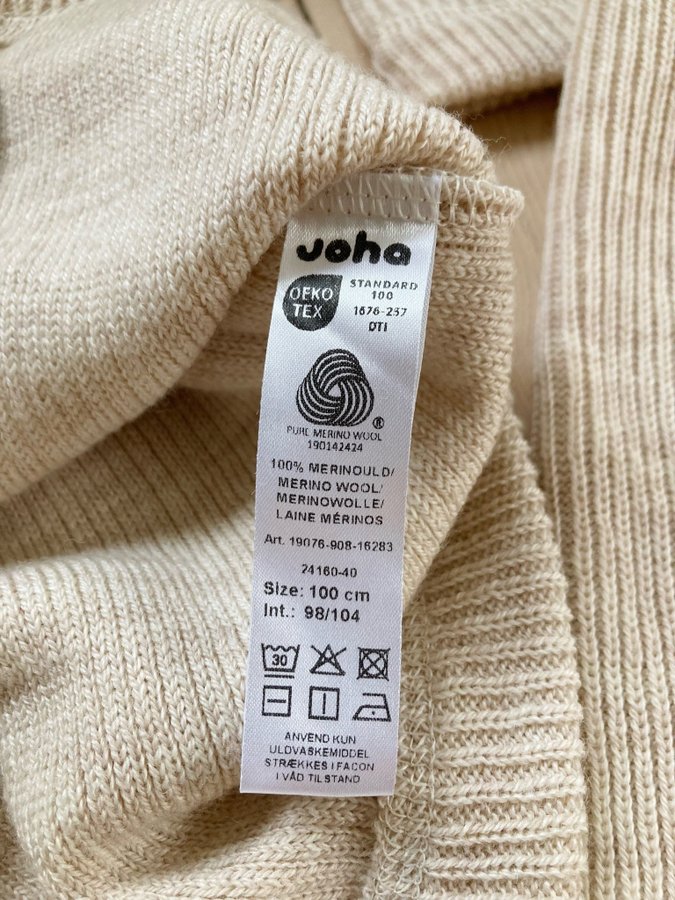 Joha
OEKO
TEX
STANDARD
100
1676-237
DTI
PURE MERINO WOOL
190142424
100% MERINOULD/
MERINO WOOL/
MERINOWOLLE/
LAINE MÉRINOS
Art. 19076-908-16283
24160-40
Size: 100 cm
Int.: 98/104
30
ANVEND KUN
ULDVASKEMIDDEL
STRÆKKES I FACON
I VÅD TILSTAND